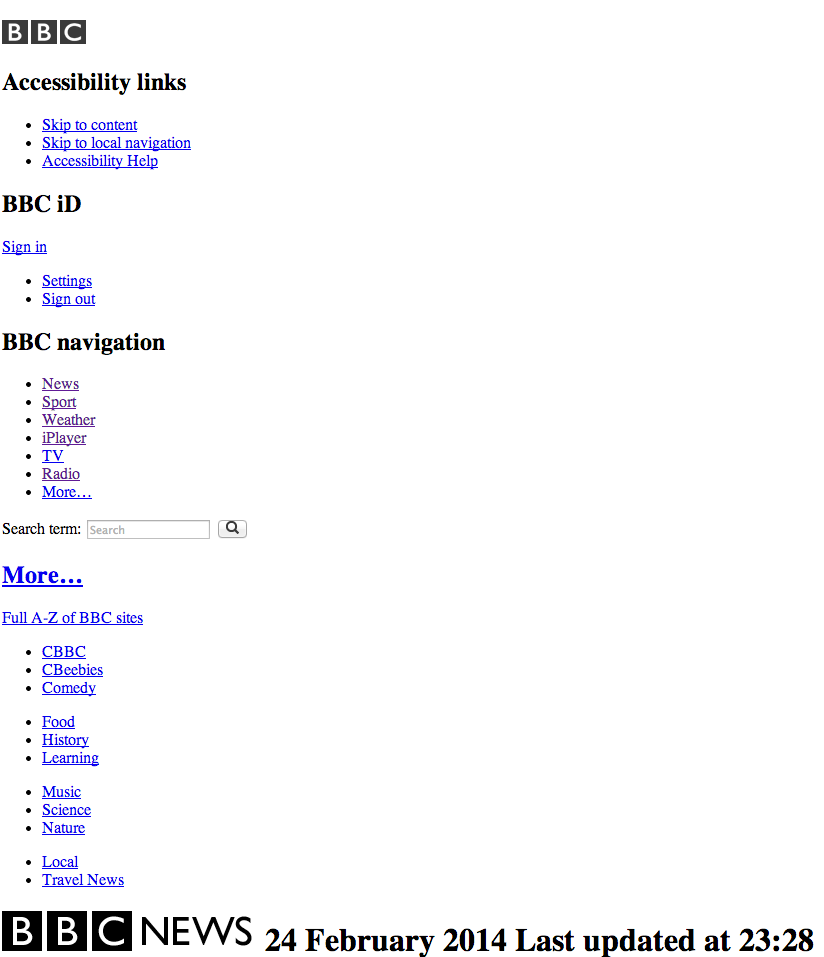 BBC
Accessibility links
Skip to content
Skip to local navigation
Accessibility Help
BBC iD
Sign in
Settings
Sign out
BBC navigation
News
Sport
Weather
iPlayer
TV
Radio
More…
Search term: Search
More…
Full A-Z of BBC sites
CBBC
CBeebies
Comedy
Food
History
Learning
Music
Science
Nature
Local
Travel News
BBC NEWS 24 February 2014 Last updated at 23:28